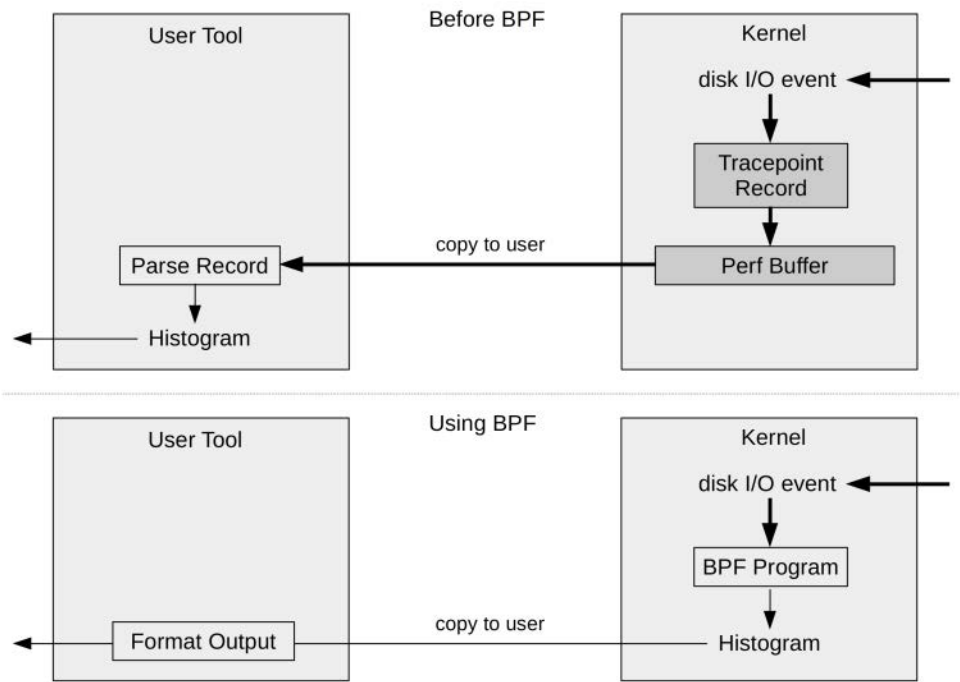 Before BPF
User Tool
Kernel
disk I/O event
Tracepoint
Record
copy to user
Parse Record
Perf Buffer
Histogram
Using BPF
User Tool
Kernel
disk I/O event
BPF Program
copy to user
Format Output
Histogram